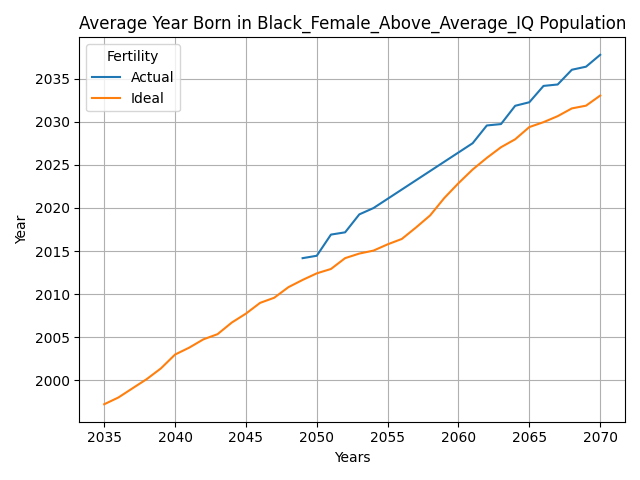 Average Year Born in Black_Female_Above_Average_IQ Population
Fertility
Actual
Ideal
2035
2030
2025
2020
2015
2010
2005
2000
Year
2035 2040 2045 2050 2055 2060 2065 2070
Years